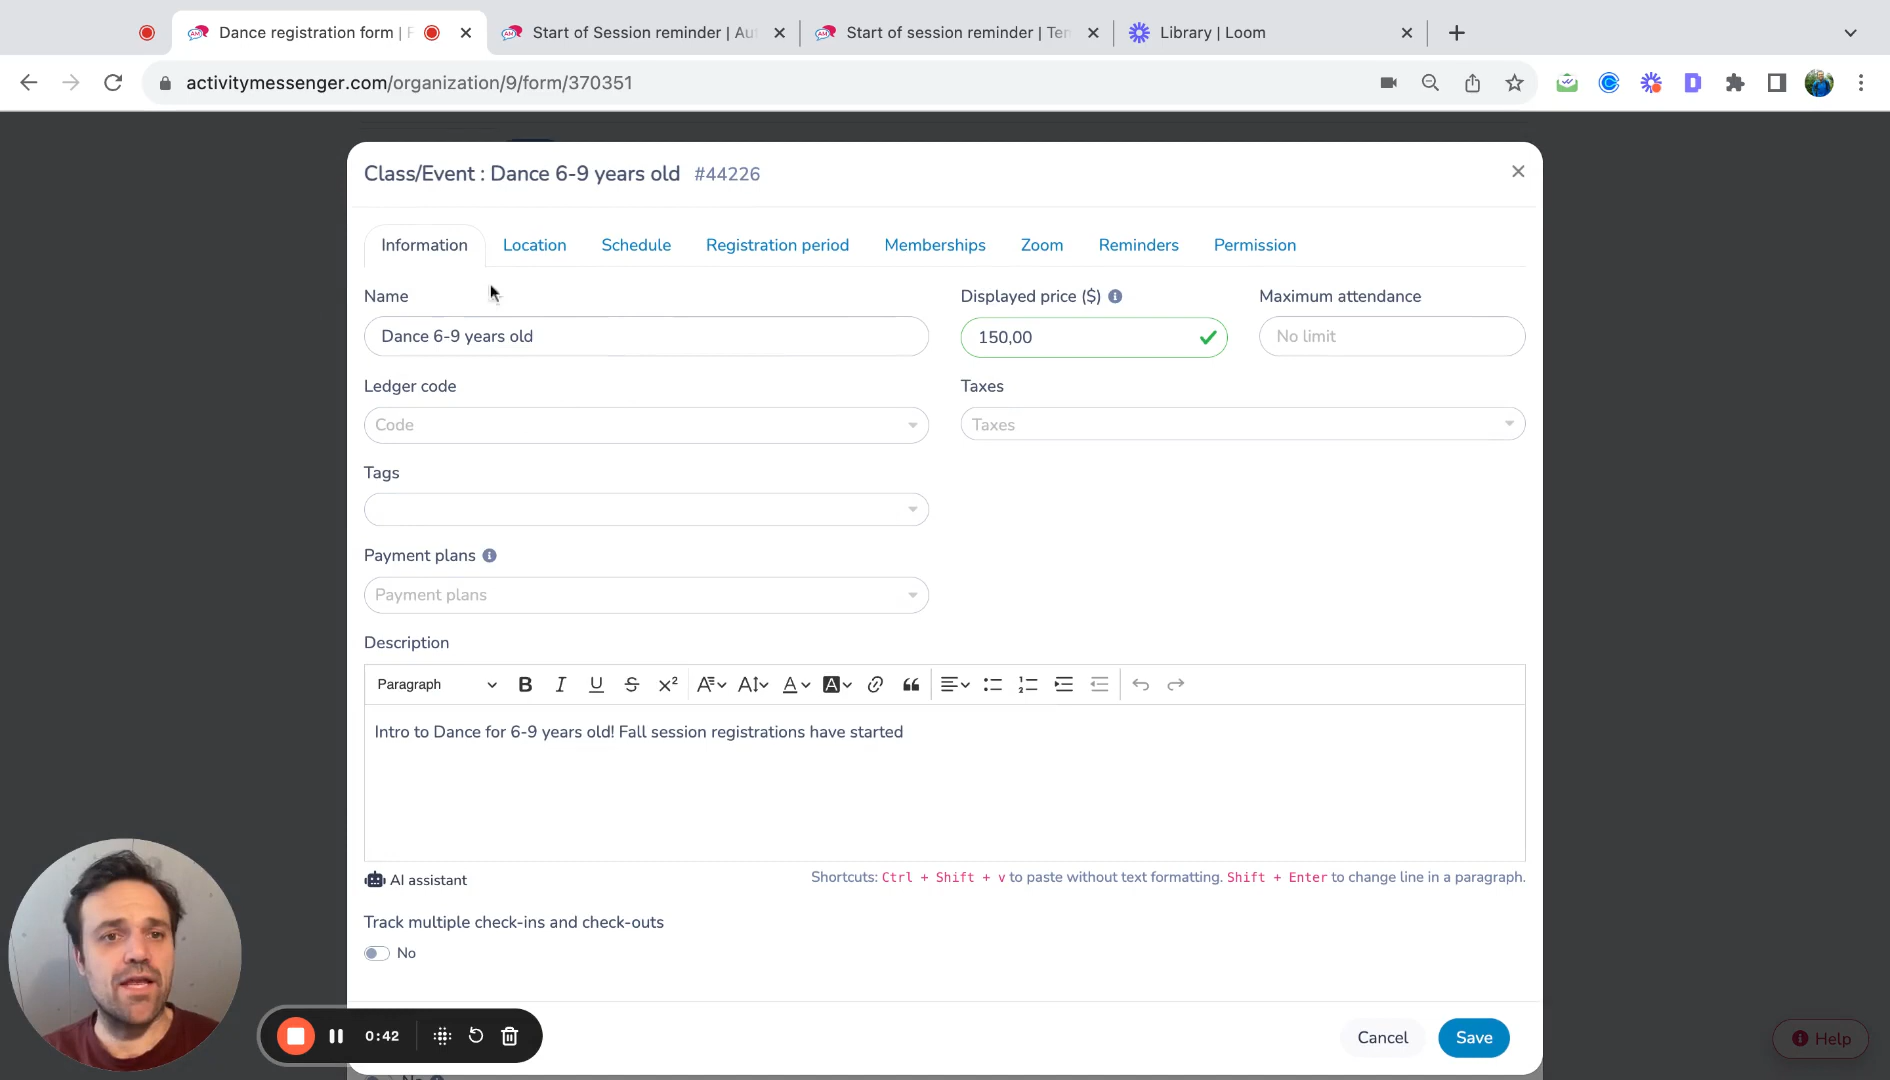 Dance registration form | F
Start of Session reminder | Aut
Start of session reminder | Tem
Library | Loom
activitymessenger.com/organization/9/form/370351
Class/Event : Dance 6-9 years old #44226
Information Location Schedule Registration period Memberships Zoom Reminders Permission
Name
Displayed price ($)
Maximum attendance
Dance 6-9 years old
150,00
No limit
Ledger code
Taxes
Code
Taxes
Tags
Payment plans
Payment plans
Description
Paragraph
Intro to Dance for 6-9 years old! Fall session registrations have started
AI assistant
Shortcuts: Ctrl + Shift + v to paste without text formatting. Shift + Enter to change line in a paragraph.
Track multiple check-ins and check-outs
No
0:42
Cancel
Save
Help